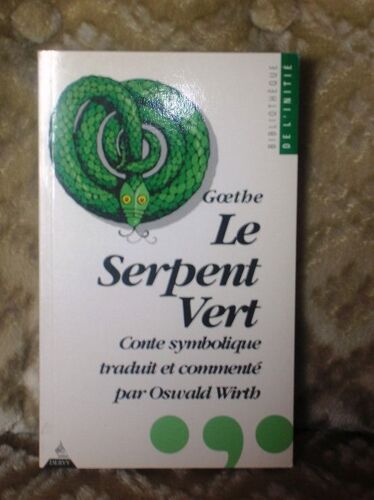 BIBLIOTHÈQUE
DE L'INITIÉ
Gœthe
Le
Serpent
Vert
Conte symbolique
traduit et commenté
par Oswald Wirth
DERVY